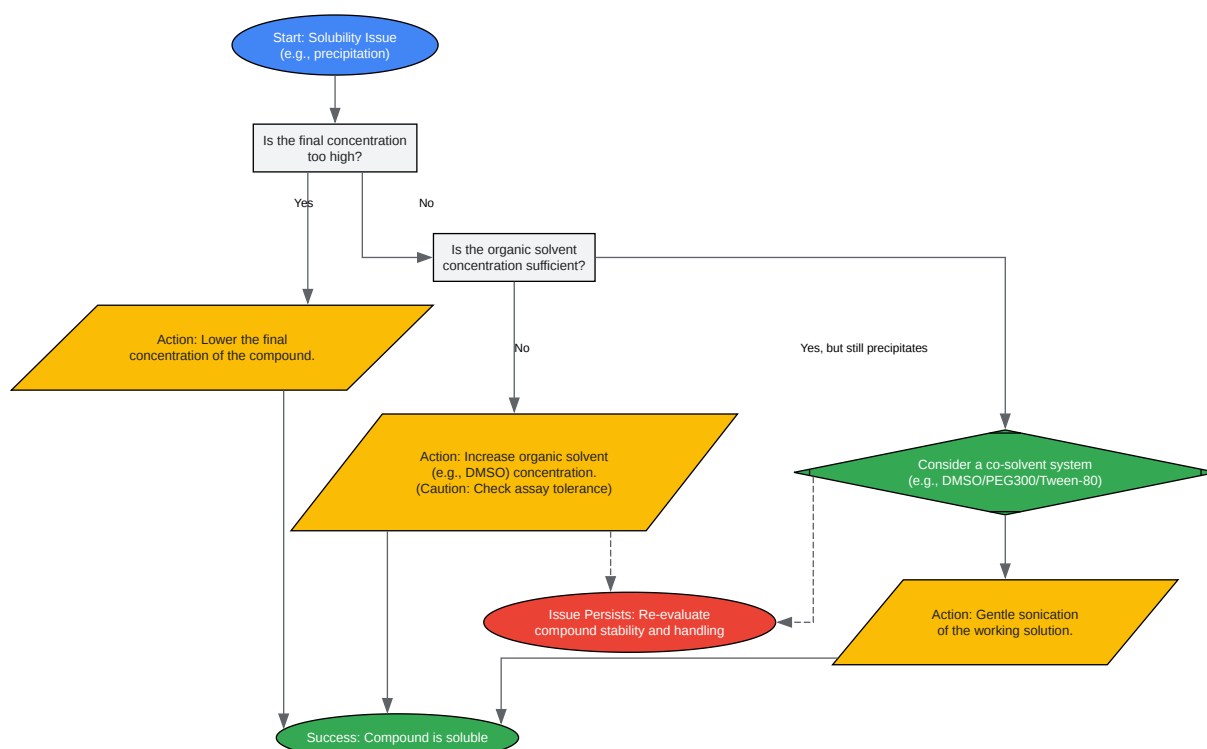 Start: Solubility Issue
(e.g., precipitation)
Is the final concentration
too high?
Yes
No
Is the organic solvent
concentration sufficient?
Action: Lower the final
concentration of the compound.
No
Yes, but still precipitates
Action: Increase organic solvent
(e.g., DMSO) concentration.
(Caution: Check assay tolerance)
Consider a co-solvent system
(e.g., DMSO/PEG300/Tween-80)
Issue Persists: Re-evaluate
compound stability and handling
Action: Gentle sonication
of the working solution.
Success: Compound is soluble